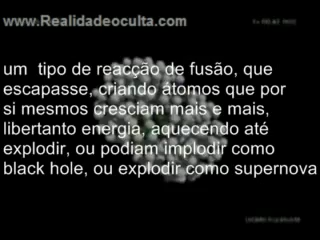 www.Realidadeoculta.com
um tipo de reacção de fusão, que
escapasse, criando átomos que por
si mesmos cresciam mais e mais,
libertanto energia, aquecendo até
explodir, ou podiam implodir como
black hole, ou explodir como supernova